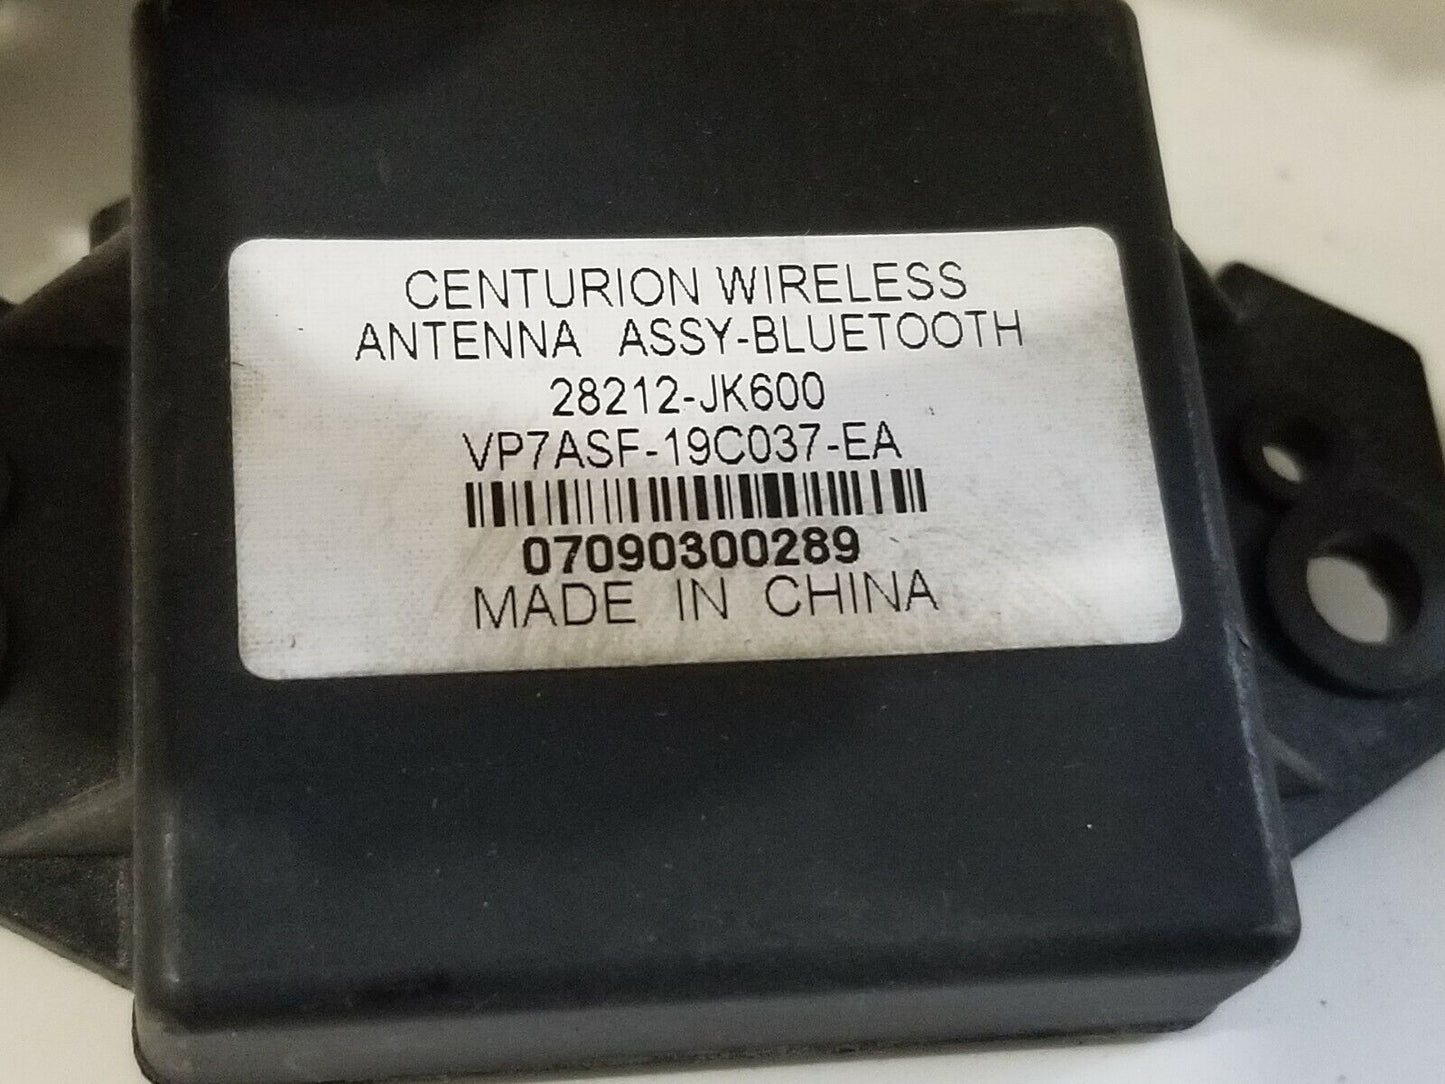 CENTURION WIRELESS
ANTENNA ASSY-BLUETOOTH
28212-JK600
VP7ASF-19C037-EA
07090300289
MADE IN CHINA